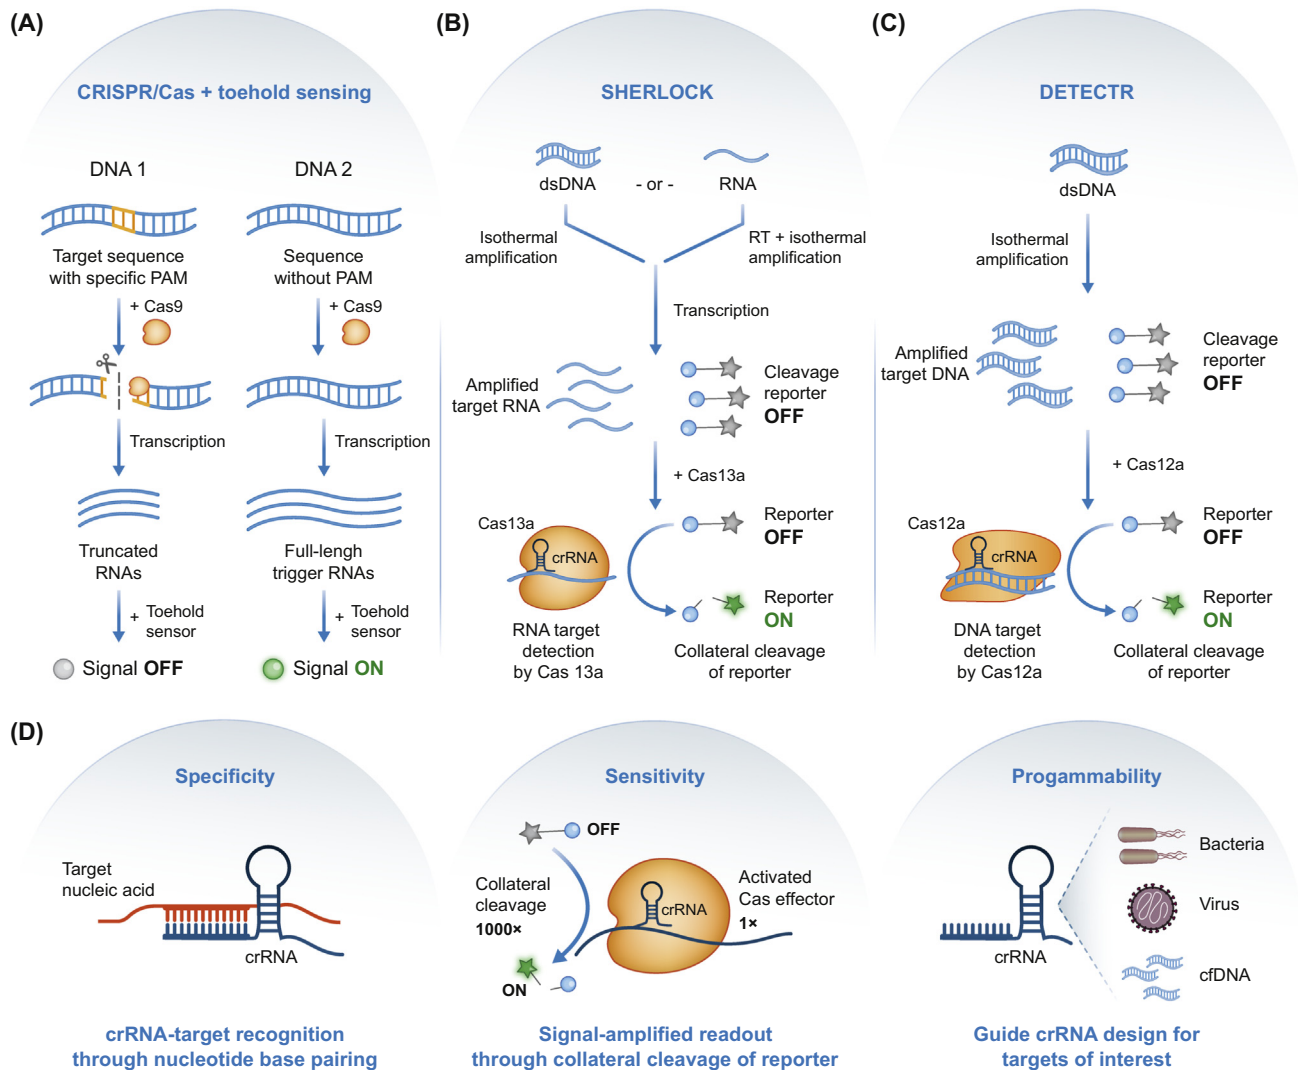 (A)
CRISPR/Cas + toehold sensing
DNA 1
DNA 2
Target sequence
with specific PAM
Sequence
without PAM
+ Cas9
+ Cas9
Transcription
Transcription
Truncated
RNAs
Full-lengh
trigger RNAs
+ Toehold
sensor
+ Toehold
sensor
Signal OFF
Signal ON
(B)
SHERLOCK
dsDNA
- or -
RNA
Isothermal
amplification
RT + isothermal
amplification
Transcription
Amplified
target RNA
Cleavage
reporter
OFF
+ Cas13a
Cas13a
crRNA
Reporter
OFF
Reporter
ON
RNA target
detection
by Cas 13a
Collateral cleavage
of reporter
(C)
DETECTR
dsDNA
Isothermal
amplification
Amplified
target DNA
Cleavage
reporter
OFF
+ Cas12a
Cas12a
crRNA
Reporter
OFF
Reporter
ON
DNA target
detection
by Cas12a
Collateral cleavage
of reporter
(D)
Specificity
Target
nucleic acid
crRNA
crRNA-target recognition
through nucleotide base pairing
Sensitivity
OFF
Collateral
cleavage
1000×
ON
crRNA
Activated
Cas effector
1×
Signal-amplified readout
through collateral cleavage of reporter
Progammability
crRNA
Bacteria
Virus
cfDNA
Guide crRNA design for
targets of interest